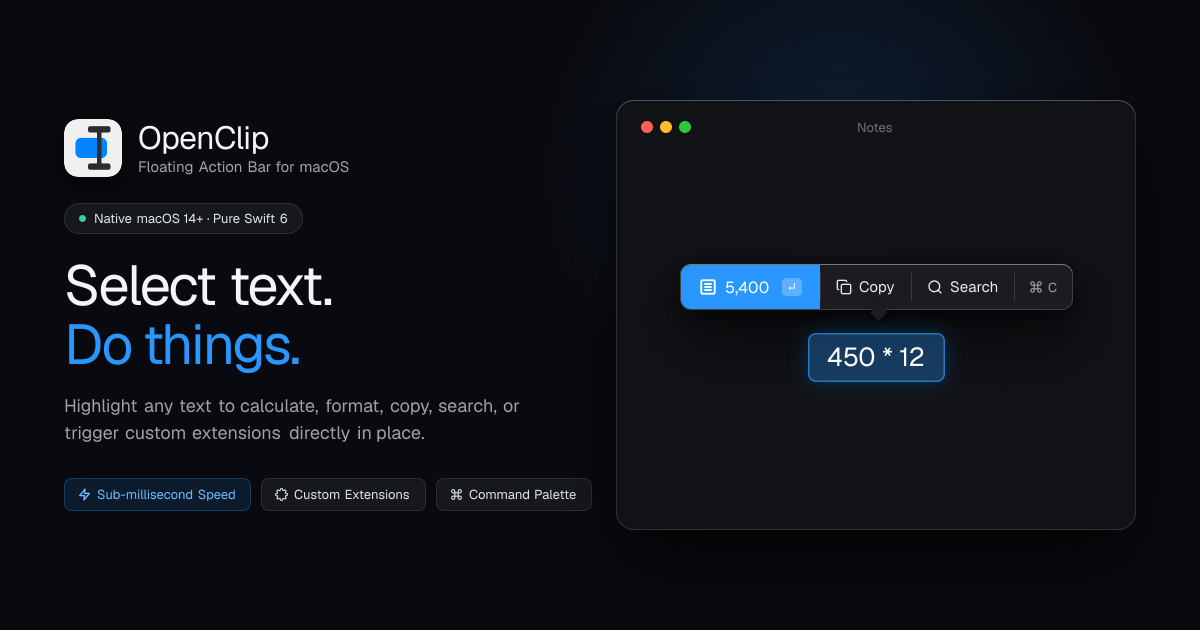 OpenClip
Floating Action Bar for macOS
Native macOS 14+ · Pure Swift 6
Select text.
Do things.
Highlight any text to calculate, format, copy, search, or
trigger custom extensions directly in place.
Sub-millisecond Speed
Custom Extensions
⌘ Command Palette
Notes
5,400 ↵
Copy
Search
⌘ C
450 * 12